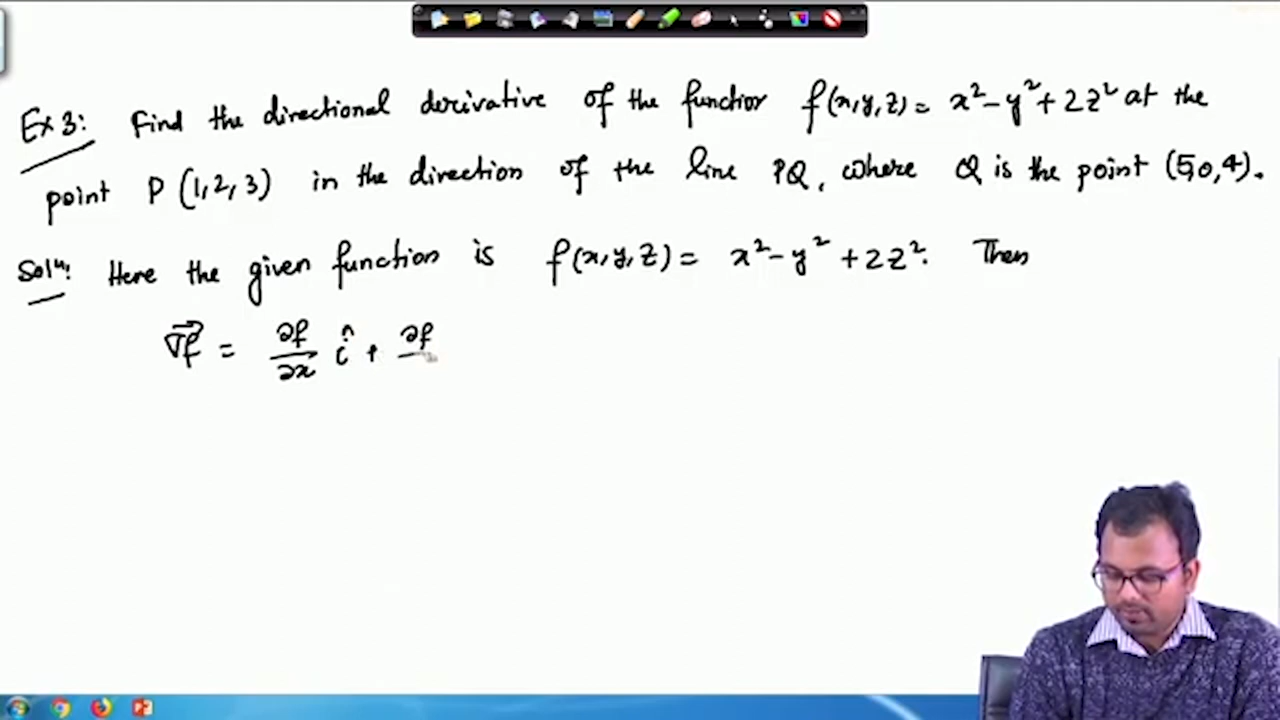 Ex 3: Find the directional derivative of the function f(x,y,z) = x² - y² + 2z² at the
point P (1,2,3) in the direction of the line PQ, where Q is the point (5,0,4).
Solⁿ: Here the given function is f(x,y,z) = x² - y² + 2z². Then
∇⃗f = ∂f/∂x î + ∂f